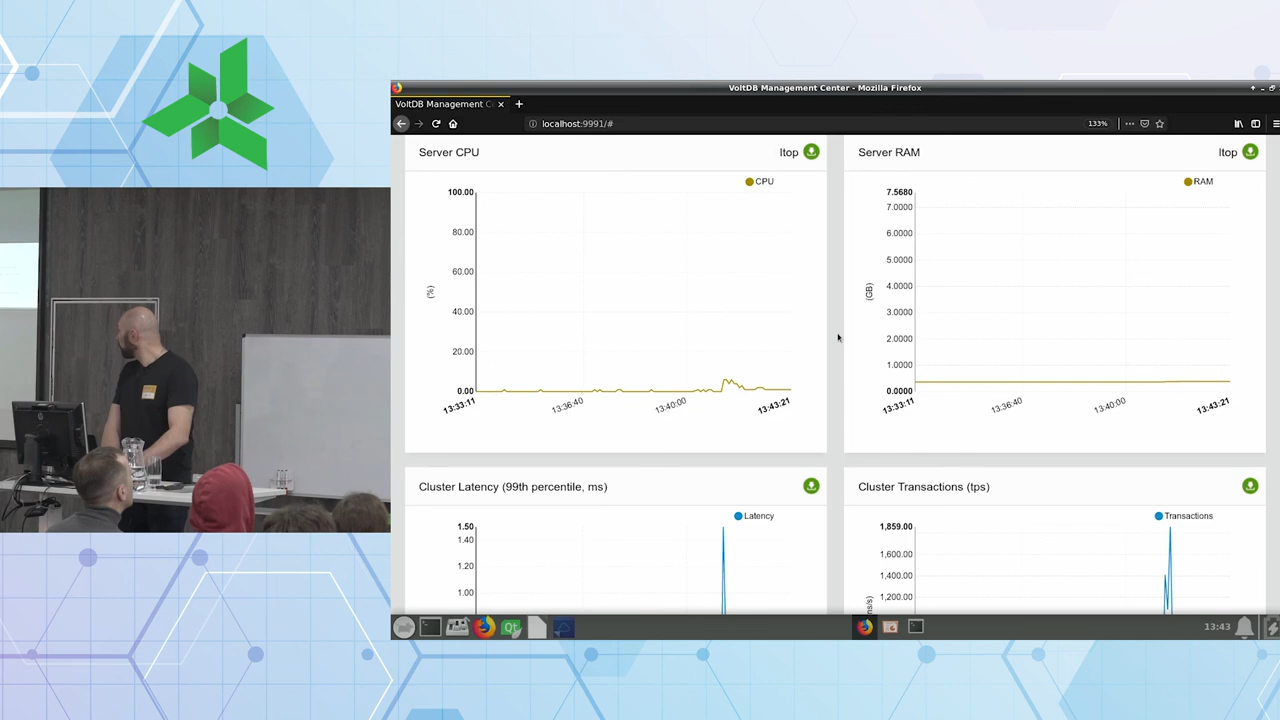 VoltDB Management Center - Mozilla Firefox
VoltDB Management C
localhost:9991/#
133%
Server CPU
ltop
CPU
100.00
80.00
60.00
40.00
20.00
0.00
(%)
13:33:11
13:36:40
13:40:00
13:43:21
Server RAM
ltop
RAM
7.5680
7.0000
6.0000
5.0000
4.0000
3.0000
2.0000
1.0000
0.0000
(GB)
13:33:11
13:36:40
13:40:00
13:43:21
Cluster Latency (99th percentile, ms)
Latency
1.50
1.40
1.20
1.00
Cluster Transactions (tps)
Transactions
1,859.00
1,600.00
1,400.00
1,200.00
ns/s)
Qt
13:43